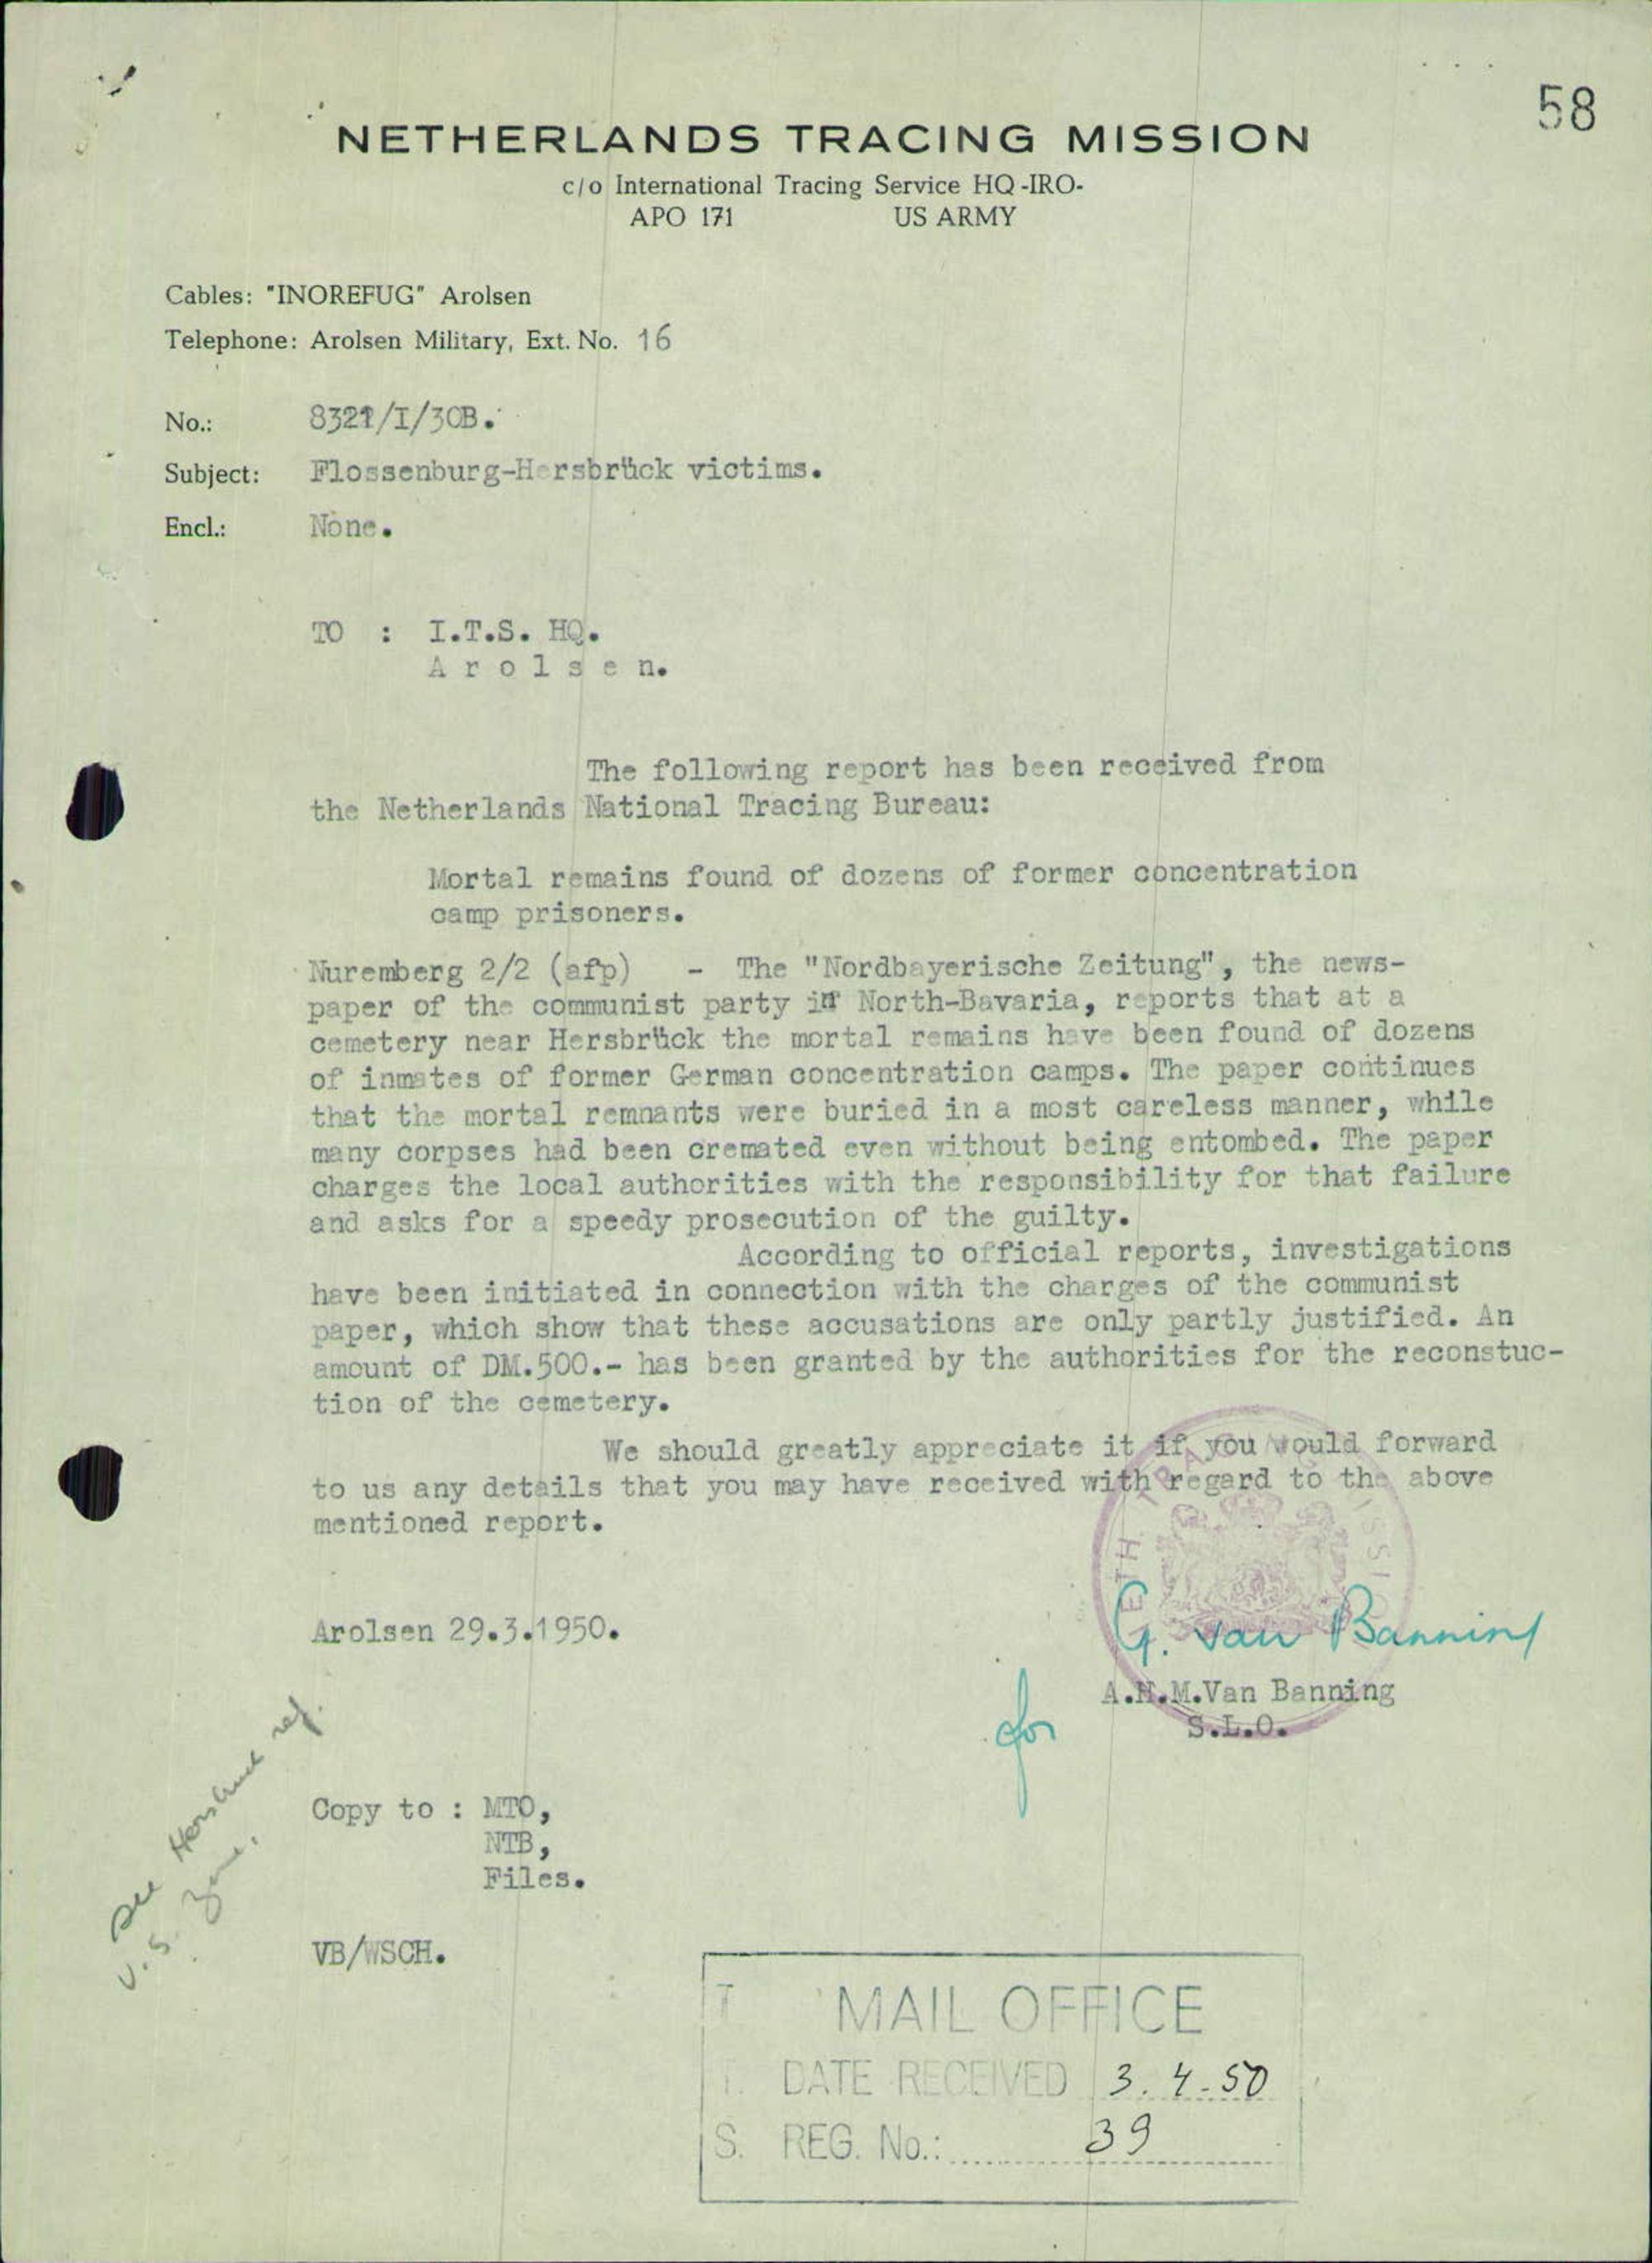 58
NETHERLANDS TRACING MISSION
c/o International Tracing Service HQ -IRO-
APO 171 US ARMY
Cables: "INOREFUG" Arolsen
Telephone: Arolsen Military, Ext. No. 16
No.: 8321/I/30B.
Subject: Flossenburg-Hersbrück victims.
Encl.: None.
TO : I.T.S. HQ.
A r o l s e n.
The following report has been received from
the Netherlands National Tracing Bureau:
Mortal remains found of dozens of former concentration
camp prisoners.
Nuremberg 2/2 (afp) - The "Nordbayerische Zeitung", the news-
paper of the communist party in North-Bavaria, reports that at a
cemetery near Hersbrück the mortal remains have been found of dozens
of inmates of former German concentration camps. The paper continues
that the mortal remnants were buried in a most careless manner, while
many corpses had been cremated even without being entombed. The paper
charges the local authorities with the responsibility for that failure
and asks for a speedy prosecution of the guilty.
According to official reports, investigations
have been initiated in connection with the charges of the communist
paper, which show that these accusations are only partly justified. An
amount of DM.500.- has been granted by the authorities for the reconstuc-
tion of the cemetery.
We should greatly appreciate it if you would forward
to us any details that you may have received with regard to the above
mentioned report.
Arolsen 29.3.1950.
G. van Banning
for
A.H.M.Van Banning
S.L.O.
see ref.
U.S. Zone.
Copy to : MTO,
NTB,
Files.
VB/WSCH.
I MAIL OFFICE
T. DATE RECEIVED 3.4-50
S. REG. No.: 39